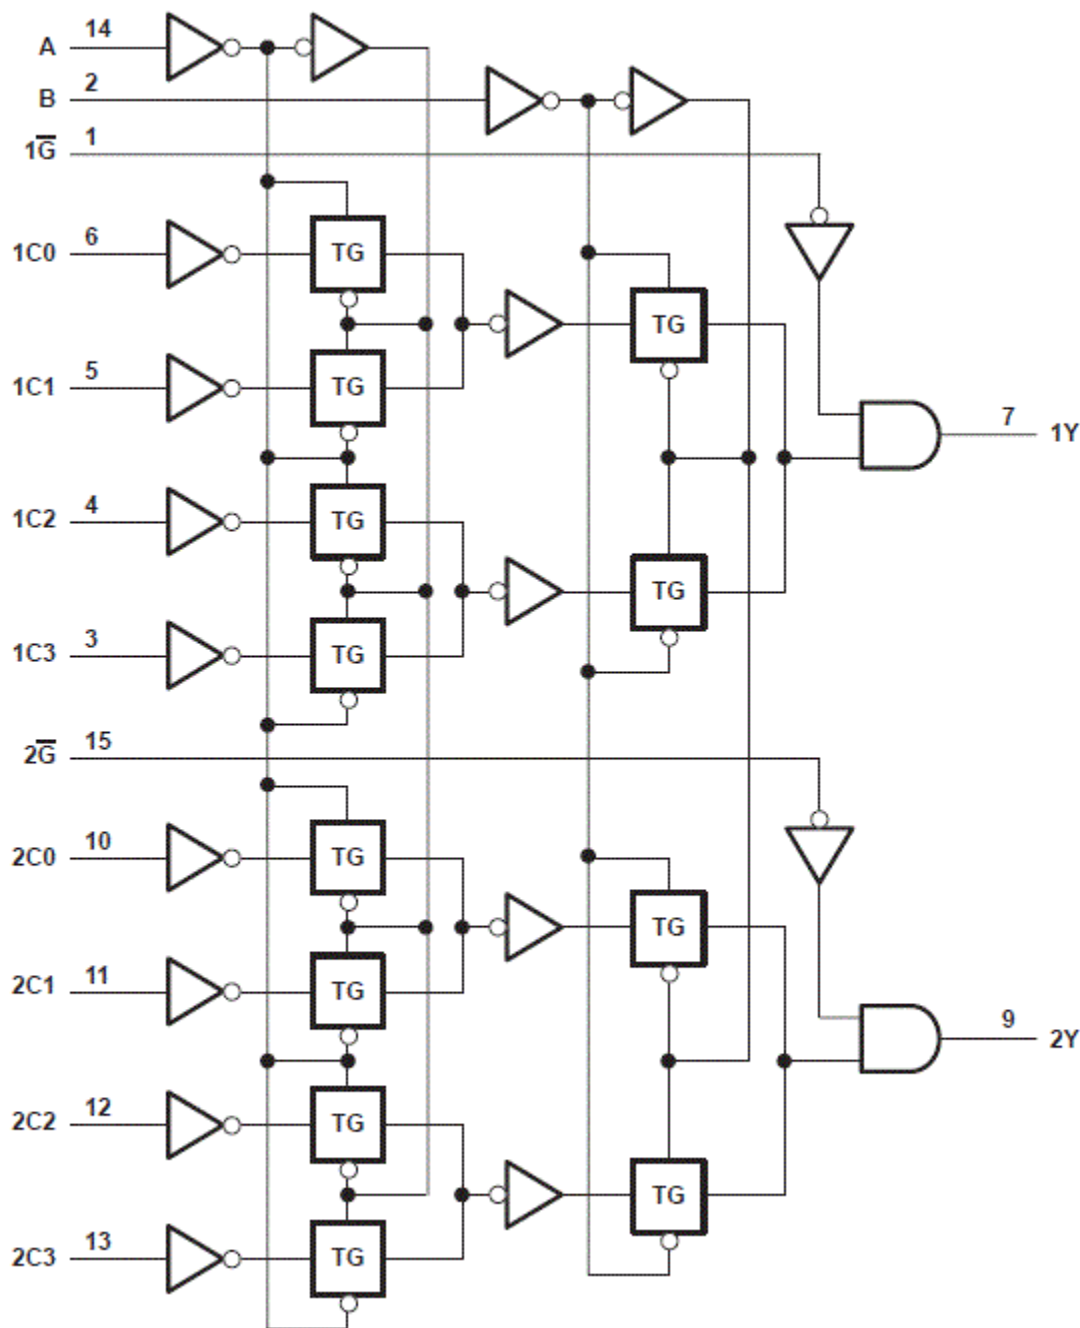 A 14
B 2
1G̅ 1
1C0 6 TG
TG
1C1 5 TG
7 1Y
1C2 4 TG
TG
1C3 3 TG
2G̅ 15
2C0 10 TG
TG
2C1 11 TG
9 2Y
2C2 12 TG
TG
2C3 13 TG